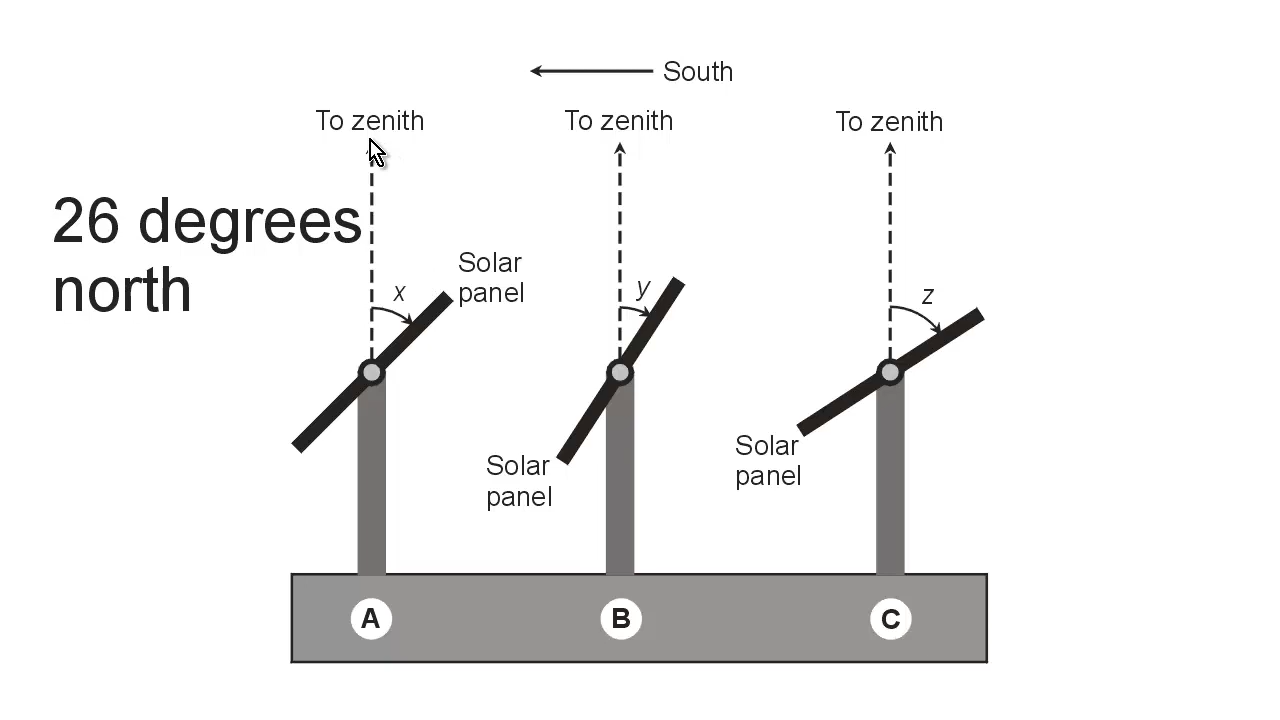 South
To zenith
To zenith
To zenith
26 degrees
north
x
Solar
panel
y
z
Solar
panel
Solar
panel
A
B
C